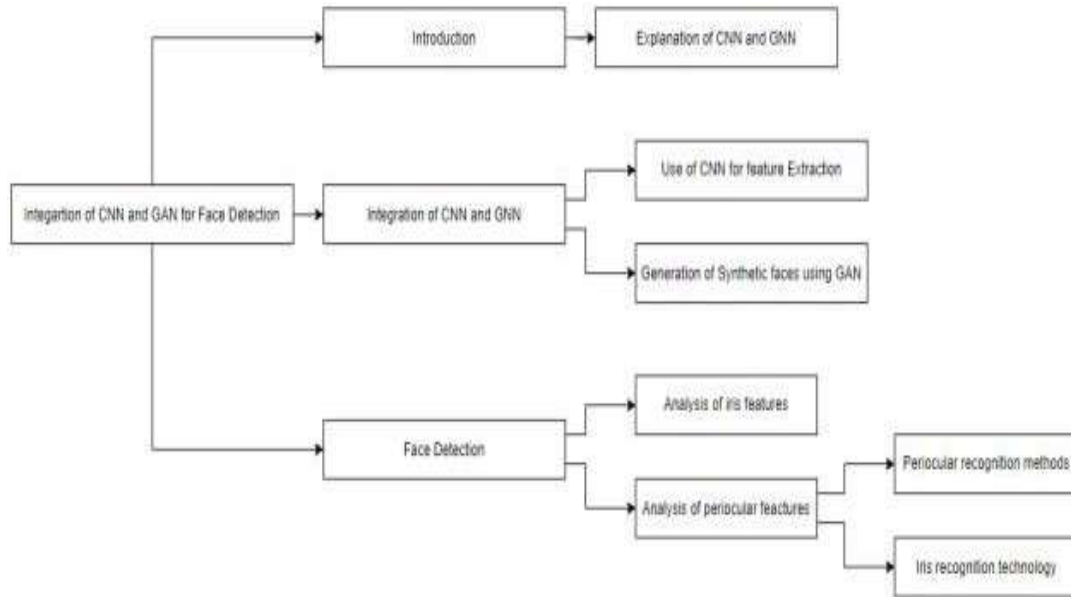 Introduction
Explanation of CNN and GNN
Use of CNN for feature Extraction
Integartion of CNN and GAN for Face Detection
Integration of CNN and GNN
Generation of Synthetic faces using GAN
Analysis of iris features
Face Detection
Periocular recognition methods
Analysis of periocular feactures
Iris recognition technology